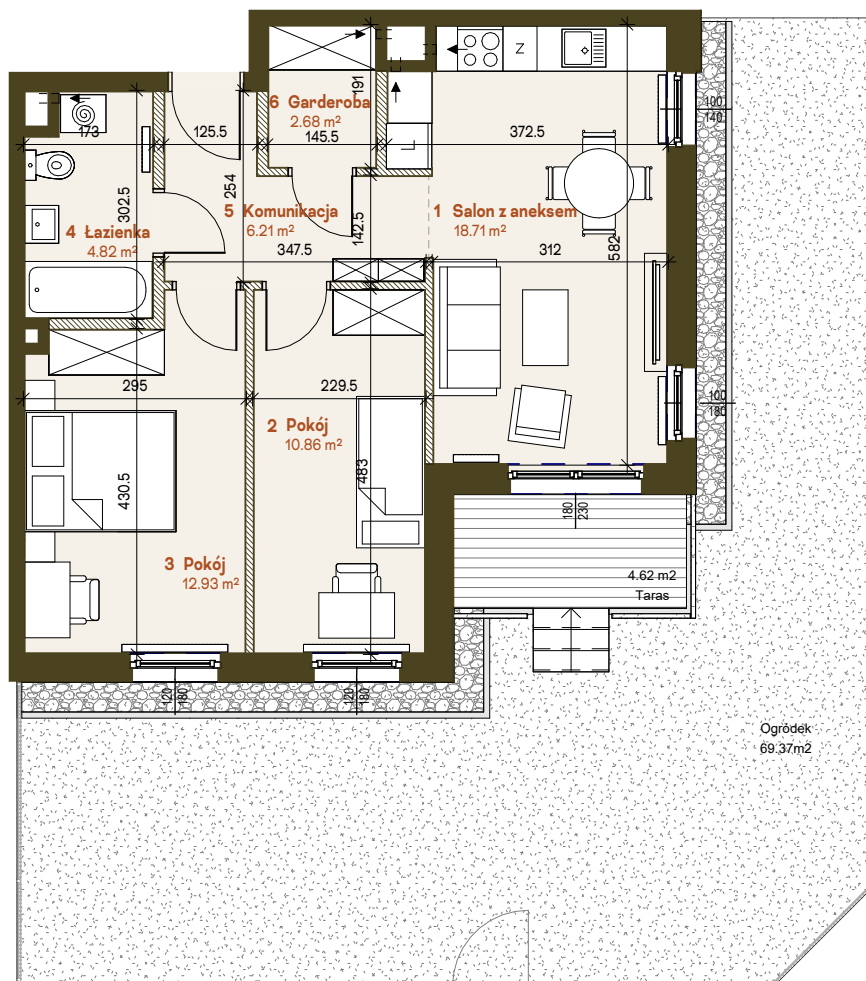 6 Garderoba
2.68 m²
191
145.5
173
125.5
372.5
100
140
Z
L
302.5
254
142.5
582
5 Komunikacja
6.21 m²
1 Salon z aneksem
18.71 m²
4 Łazienka
4.82 m²
347.5
312
295
229.5
100
180
2 Pokój
10.86 m²
430.5
483
180
230
3 Pokój
12.93 m²
4.62 m2
Taras
120
180
120
180
Ogródek
69.37m2